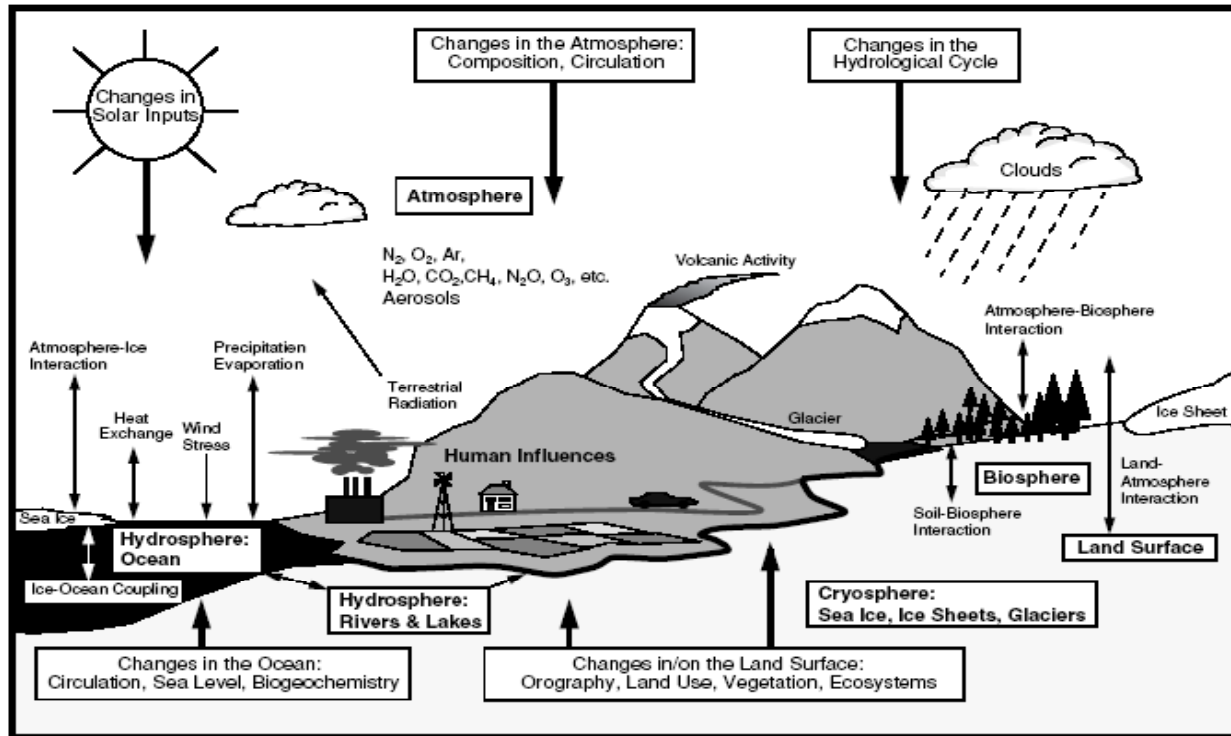 Changes in
Solar Inputs
Changes in the Atmosphere:
Composition, Circulation
Changes in the
Hydrological Cycle
Clouds
Atmosphere
N₂, O₂, Ar,
H₂O, CO₂,CH₄, N₂O, O₃, etc.
Aerosols
Volcanic Activity
Atmosphere-Biosphere
Interaction
Atmosphere-Ice
Interaction
Precipitation
Evaporation
Terrestrial
Radiation
Heat
Exchange
Wind
Stress
Glacier
Ice Sheet
Human Influences
Biosphere
Land-
Atmosphere
Interaction
Soil-Biosphere
Interaction
Sea Ice
Hydrosphere:
Ocean
Land Surface
Ice-Ocean Coupling
Hydrosphere:
Rivers & Lakes
Cryosphere:
Sea Ice, Ice Sheets, Glaciers
Changes in the Ocean:
Circulation, Sea Level, Biogeochemistry
Changes in/on the Land Surface:
Orography, Land Use, Vegetation, Ecosystems